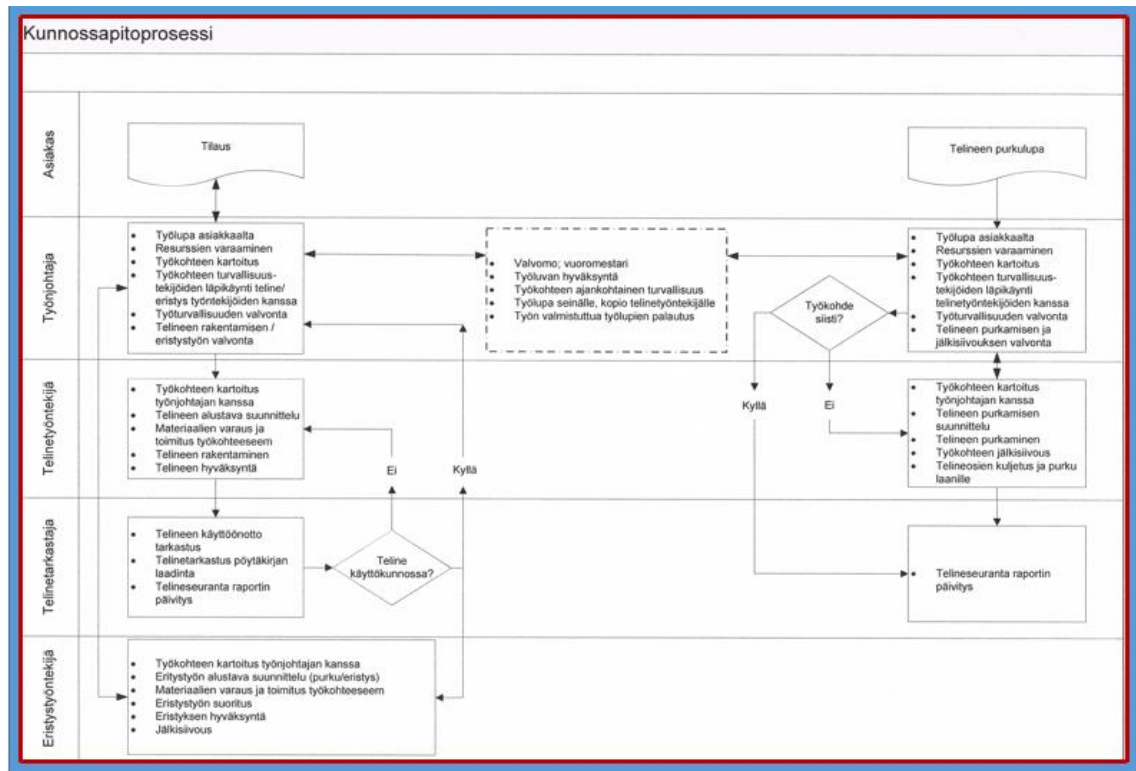 Kunnossapitoprosessi
Asiakas
Tilaus
Telineen purkulupa
Työnjohtaja
• Työlupa asiakkaalta
• Resurssien varaaminen
• Työkohteen kartoitus
• Työkohteen turvallisuus-
tekijöiden läpikäynti teline/
eristys työntekijöiden kanssa
• Työturvallisuuden valvonta
• Telineen rakentamisen /
eristystyön valvonta
• Valvomo; vuoromestari
• Työluvan hyväksyntä
• Työkohteen ajankohtainen turvallisuus
• Työlupa seinälle, kopio telinetyöntekijälle
• Työn valmistuttua työlupien palautus
Työkohde
siisti?
• Työlupa asiakkaalta
• Resurssien varaaminen
• Työkohteen kartoitus
• Työkohteen turvallisuus-
tekijöiden läpikäynti
telinetyöntekijöiden kanssa
• Työturvallisuuden valvonta
• Telineen purkamisen ja
jälkisiivouksen valvonta
Telinetyöntekijä
• Työkohteen kartoitus
työnjohtajan kanssa
• Telineen alustava suunnittelu
• Materiaalien varaus ja
toimitus työkohteeseem
• Telineen rakentaminen
• Telineen hyväksyntä
Ei
Kyllä
Kyllä
Ei
• Työkohteen kartoitus
työnjohtajan kanssa
• Telineen purkamisen
suunnittelu
• Telineen purkaminen
• Työkohteen jälkisiivous
• Telineosien kuljetus ja purku
laanille
Telinetarkastaja
• Telineen käyttöönotto
tarkastus
• Telinetarkastus pöytäkirjan
laadinta
• Telineseuranta raportin
päivitys
Teline
käyttökunnossa?
• Telineseuranta raportin
päivitys
Eristystyöntekijä
• Työkohteen kartoitus työnjohtajan kanssa
• Eritystyön alustava suunnittelu (purku/eristys)
• Materiaalien varaus ja toimitus työkohteeseem
• Eristystyön suoritus
• Eristyksen hyväksyntä
• Jälkisiivous